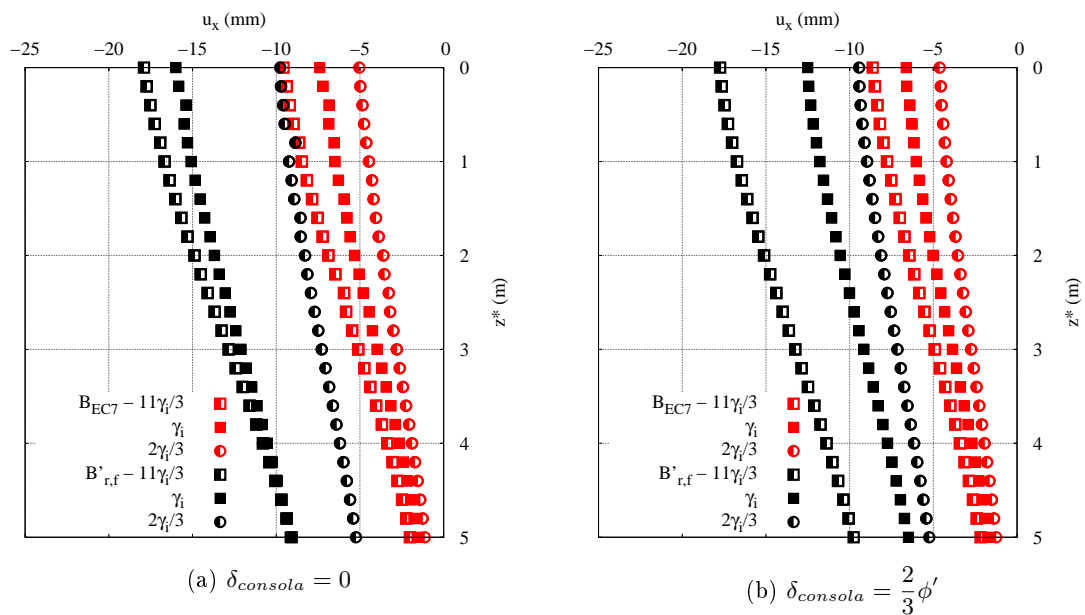 u_x (mm)
−25 −20 −15 −10 −5 0
0
1
2
3
4
5
z* (m)
B_EC7 − 11γ_i/3
γ_i
2γ_i/3
B'_r,f − 11γ_i/3
γ_i
2γ_i/3
(a) δ_consola = 0
u_x (mm)
−25 −20 −15 −10 −5 0
0
1
2
3
4
5
z* (m)
B_EC7 − 11γ_i/3
γ_i
2γ_i/3
B'_r,f − 11γ_i/3
γ_i
2γ_i/3
(b) δ_consola = 2/3 ϕ′